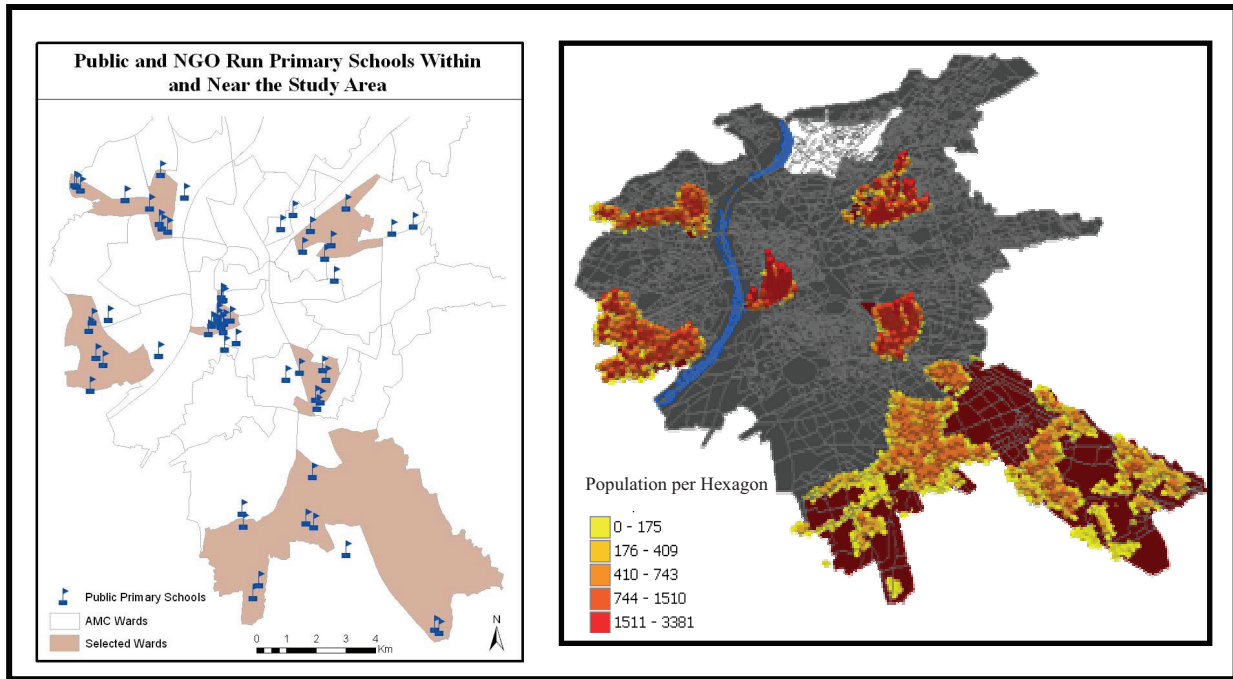 Public and NGO Run Primary Schools Within
and Near the Study Area
Public Primary Schools
AMC Wards
Selected Wards
0 1 2 3 4
Km
N
Population per Hexagon
0 - 175
176 - 409
410 - 743
744 - 1510
1511 - 3381